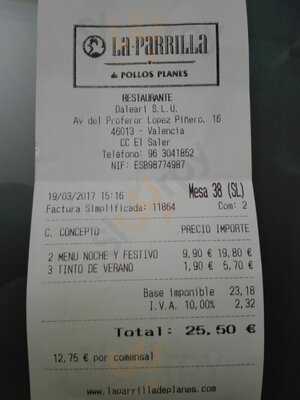 LA-PARRILLA
de POLLOS PLANES
RESTAURANTE
Daleari S.L.U.
Av del Proferor Lopez Piñero, 16
46013 - Valencia
CC El Saler
Teléfono: 96 3041852
NIF: ESB98774987
19/03/2017 15:16 Mesa 38 (SL)
Factura Simplificada: 11864 Com: 2
C. CONCEPTO PRECIO IMPORTE
2 MENU NOCHE Y FESTIVO 9,90 € 19,80 €
3 TINTO DE VERANO 1,90 € 5,70 €
Base imponible 23,18
I.V.A. 10,00% 2,32
Total: 25,50 €
12,75 € por comensal
www.laparrilladeplanes.com